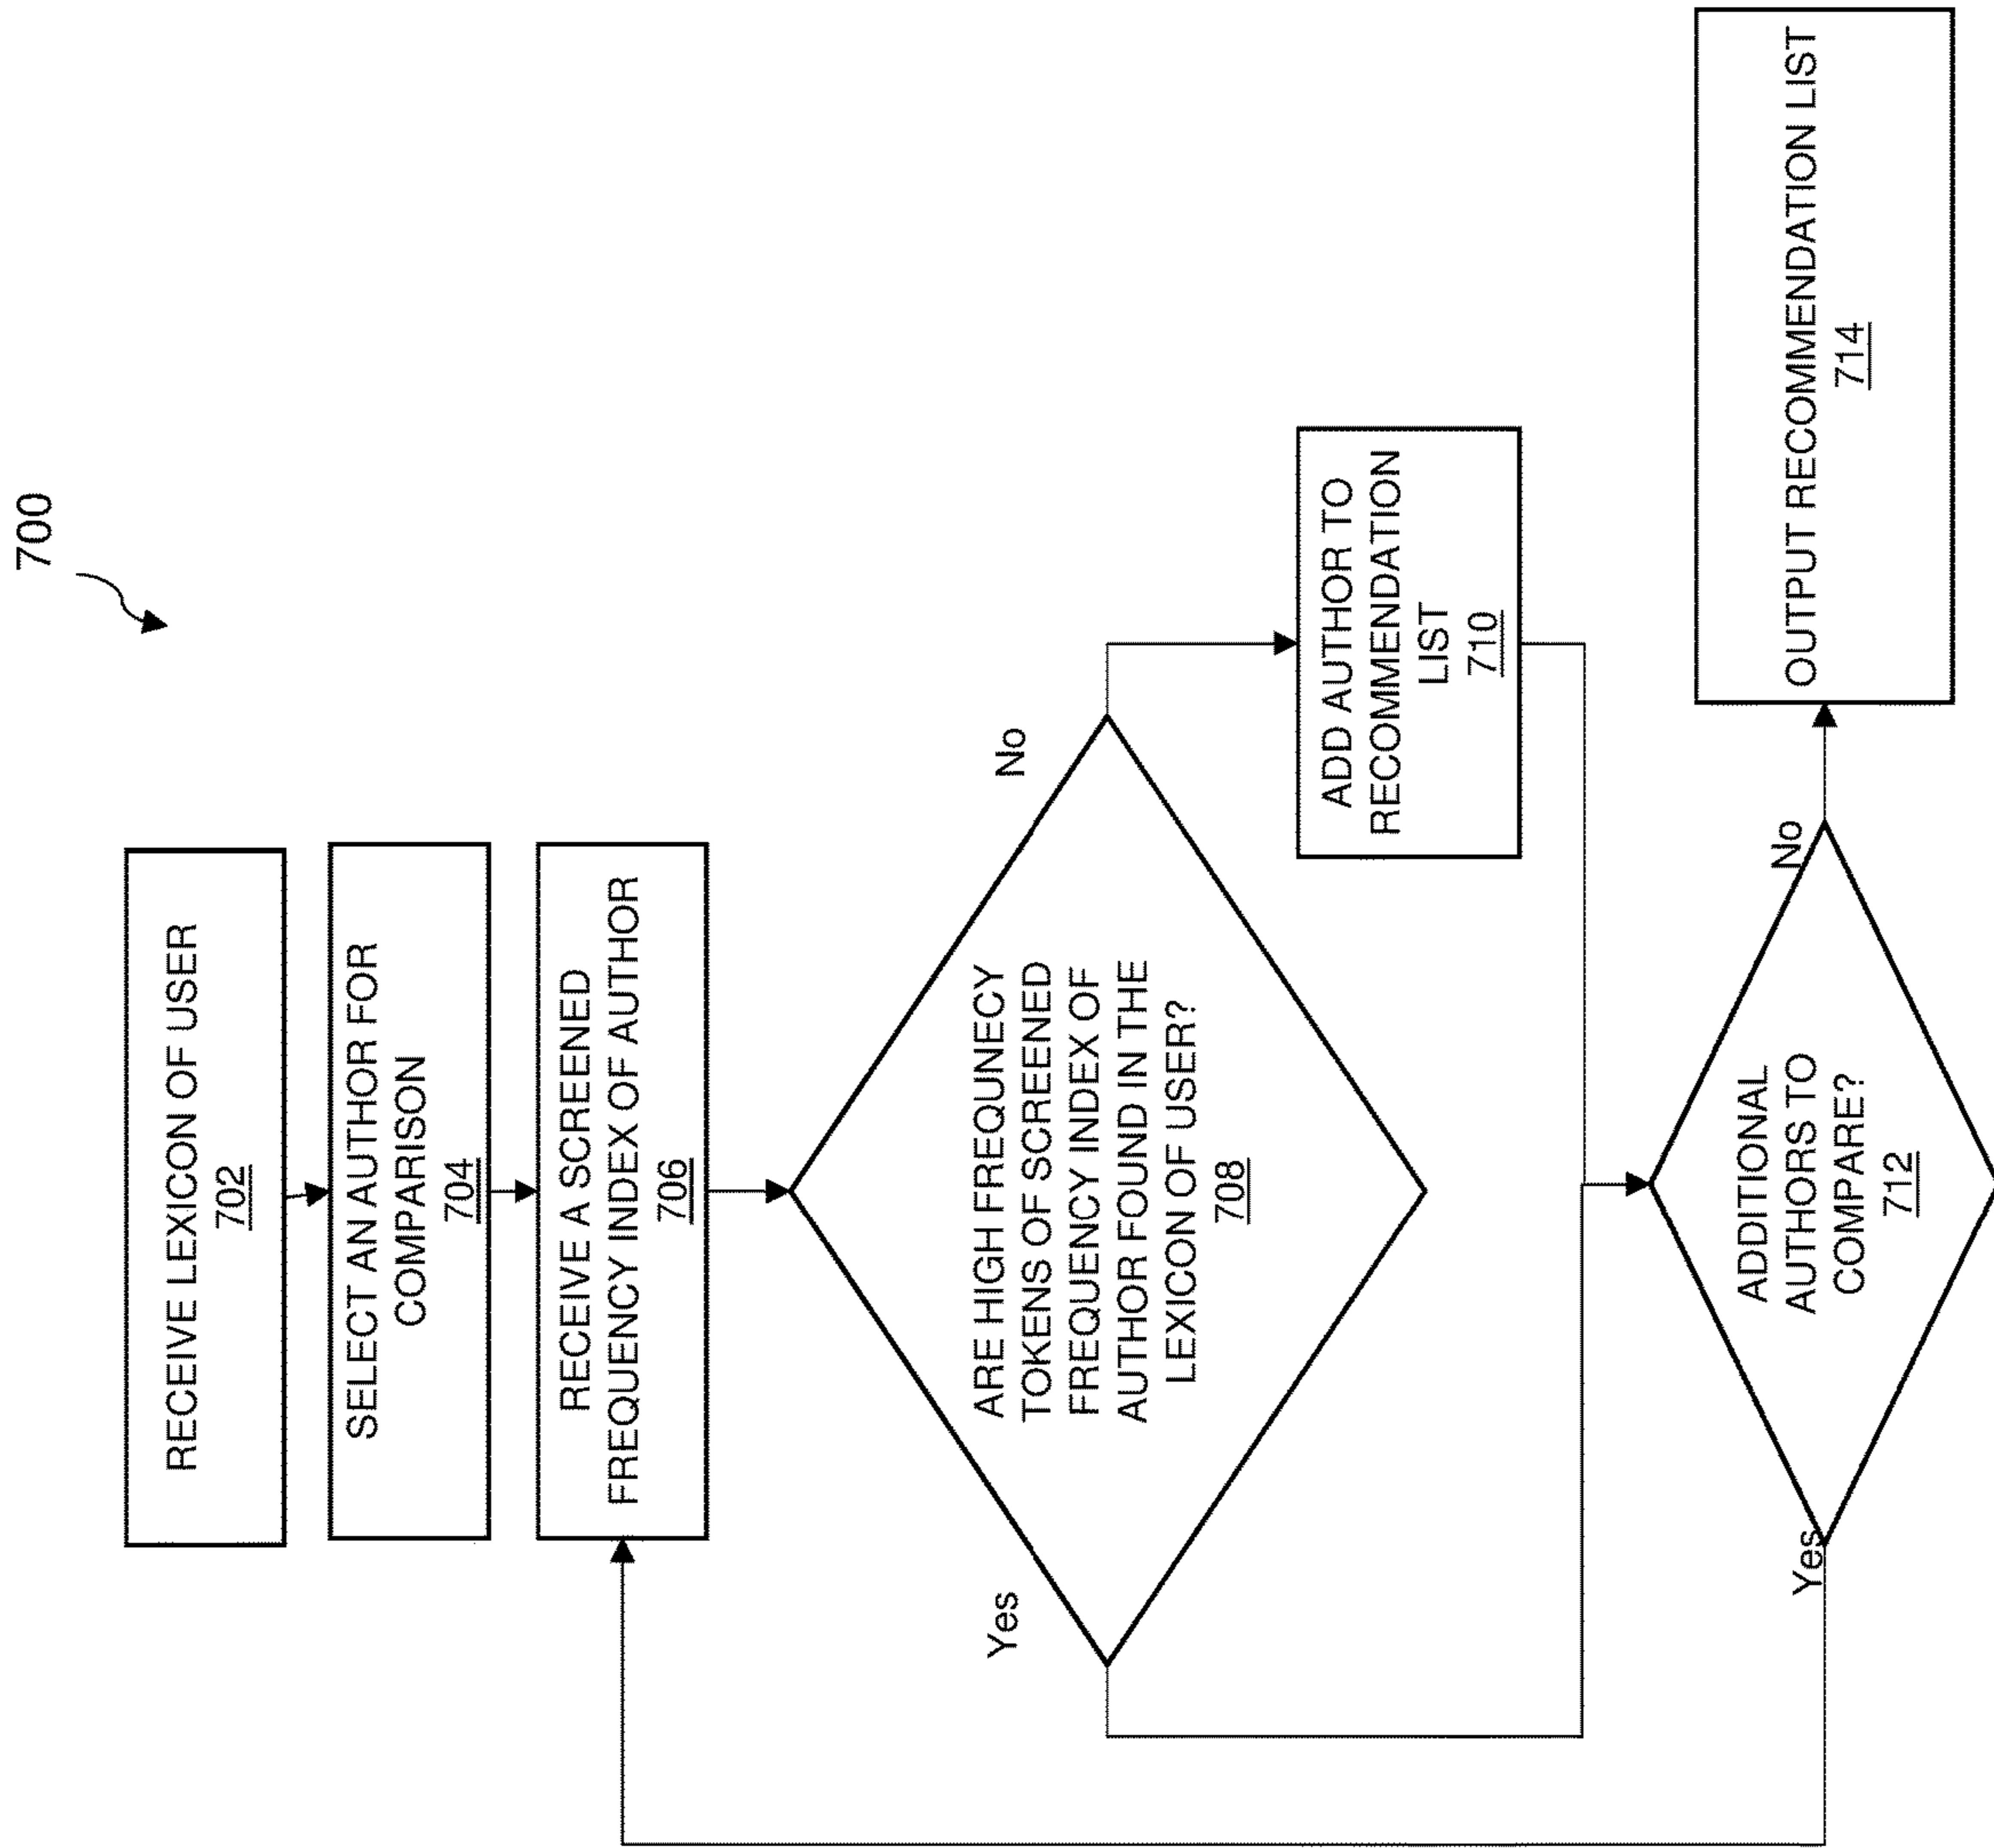 700
RECEIVE LEXICON OF USER
702
SELECT AN AUTHOR FOR
COMPARISON
704
RECEIVE A SCREENED
FREQUENCY INDEX OF AUTHOR
706
ARE HIGH FREQUNECY
TOKENS OF SCREENED
FREQUENCY INDEX OF
AUTHOR FOUND IN THE
LEXICON OF USER?
708
Yes
No
ADD AUTHOR TO
RECOMMENDATION
LIST
710
ADDITIONAL
AUTHORS TO
COMPARE?
712
Yes
No
OUTPUT RECOMMENDATION LIST
714